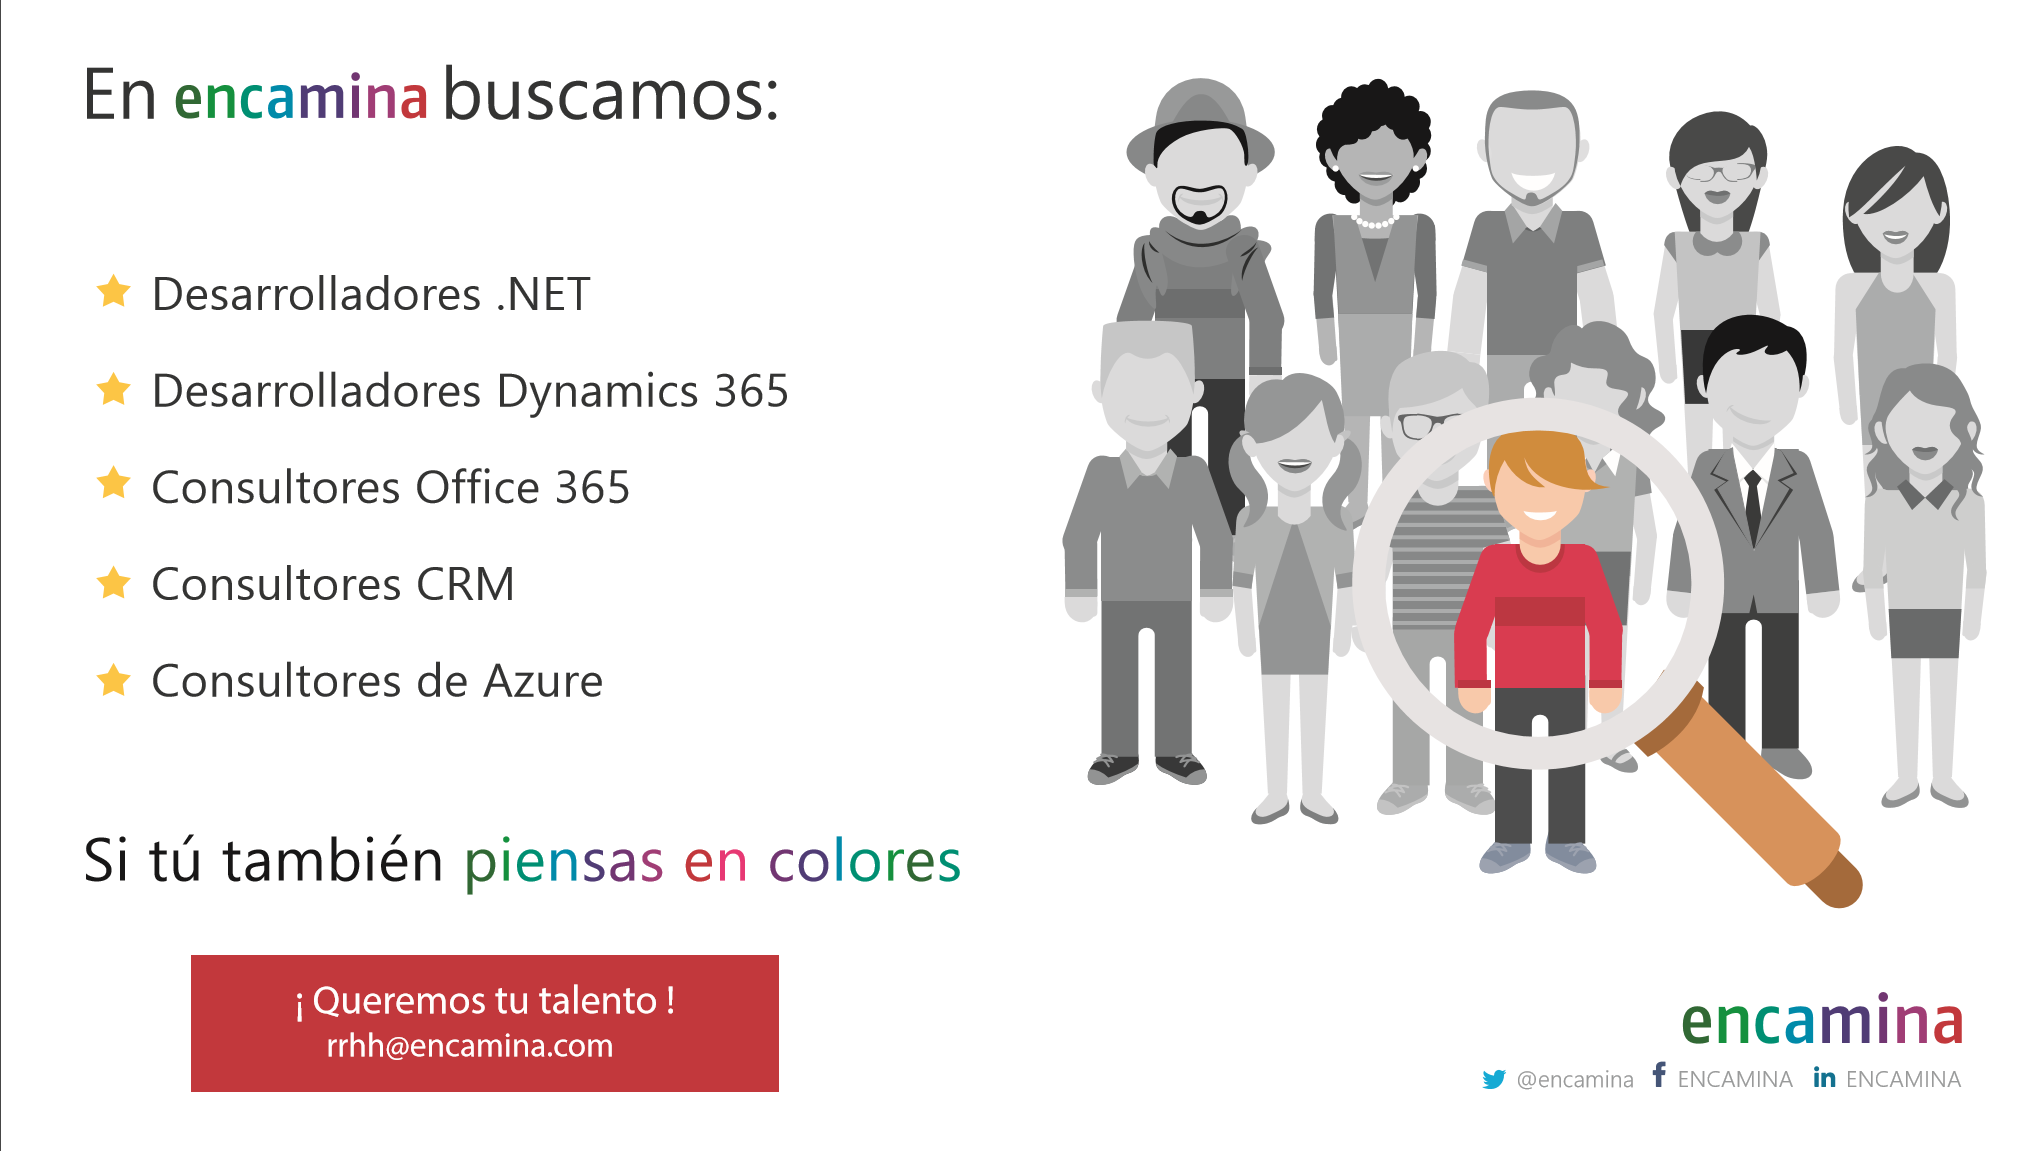 En encamina buscamos:
Desarrolladores .NET
Desarrolladores Dynamics 365
Consultores Office 365
Consultores CRM
Consultores de Azure
Si tú también piensas en colores
¡ Queremos tu talento !
rrhh@encamina.com
encamina
@encamina f ENCAMINA in ENCAMINA